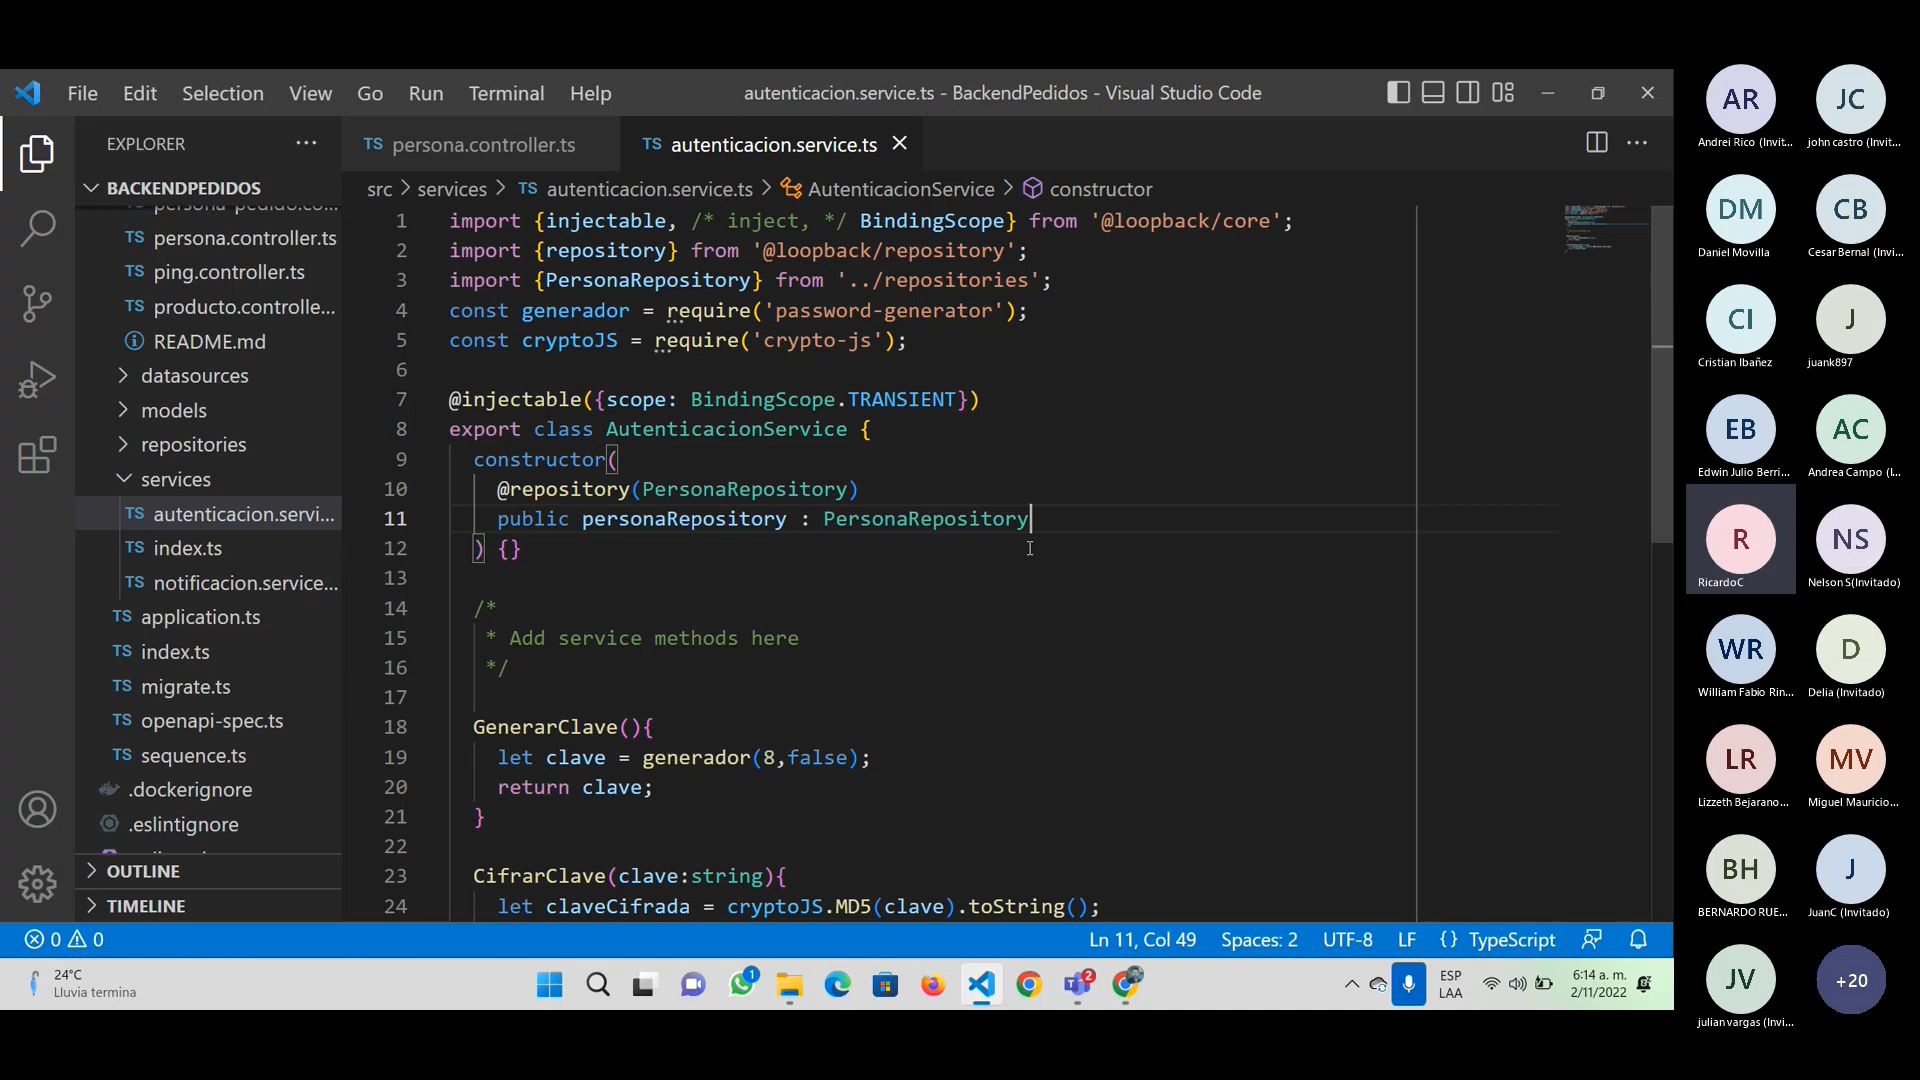 File Edit Selection View Go Run Terminal Help
autenticacion.service.ts - BackendPedidos - Visual Studio Code
EXPLORER
BACKENDPEDIDOS
persona-pedido.co...
TS persona.controller.ts
TS ping.controller.ts
TS producto.controlle...
README.md
datasources
models
repositories
services
TS autenticacion.servi...
TS index.ts
TS notificacion.service...
TS application.ts
TS index.ts
TS migrate.ts
TS openapi-spec.ts
TS sequence.ts
.dockerignore
.eslintignore
OUTLINE
TIMELINE
TS persona.controller.ts
TS autenticacion.service.ts
src > services > TS autenticacion.service.ts > AutenticacionService > constructor
1 import {injectable, /* inject, */ BindingScope} from '@loopback/core';
2 import {repository} from '@loopback/repository';
3 import {PersonaRepository} from '../repositories';
4 const generador = require('password-generator');
5 const cryptoJS = require('crypto-js');
6
7 @injectable({scope: BindingScope.TRANSIENT})
8 export class AutenticacionService {
9 constructor(
10 @repository(PersonaRepository)
11 public personaRepository : PersonaRepository
12 ) {}
13
14 /*
15 * Add service methods here
16 */
17
18 GenerarClave(){
19 let clave = generador(8,false);
20 return clave;
21 }
22
23 CifrarClave(clave:string){
24 let claveCifrada = cryptoJS.MD5(clave).toString();
0 0
Ln 11, Col 49 Spaces: 2 UTF-8 LF {} TypeScript
24°C
Lluvia termina
1
2
ESP
LAA
6:14 a. m.
2/11/2022
AR
Andrei Rico (Invit...
JC
john castro (Invit...
DM
Daniel Movilla
CB
Cesar Bernal (Invi...
CI
Cristian Ibañez
J
juank897
EB
Edwin Julio Berri...
AC
Andrea Campo (I...
R
RicardoC
NS
Nelson S(Invitado)
WR
William Fabio Rin...
D
Delia (Invitado)
LR
Lizzeth Bejarano...
MV
Miguel Mauricio...
BH
BERNARDO RUE...
J
JuanC (Invitado)
JV
julian vargas (Invi...
+20